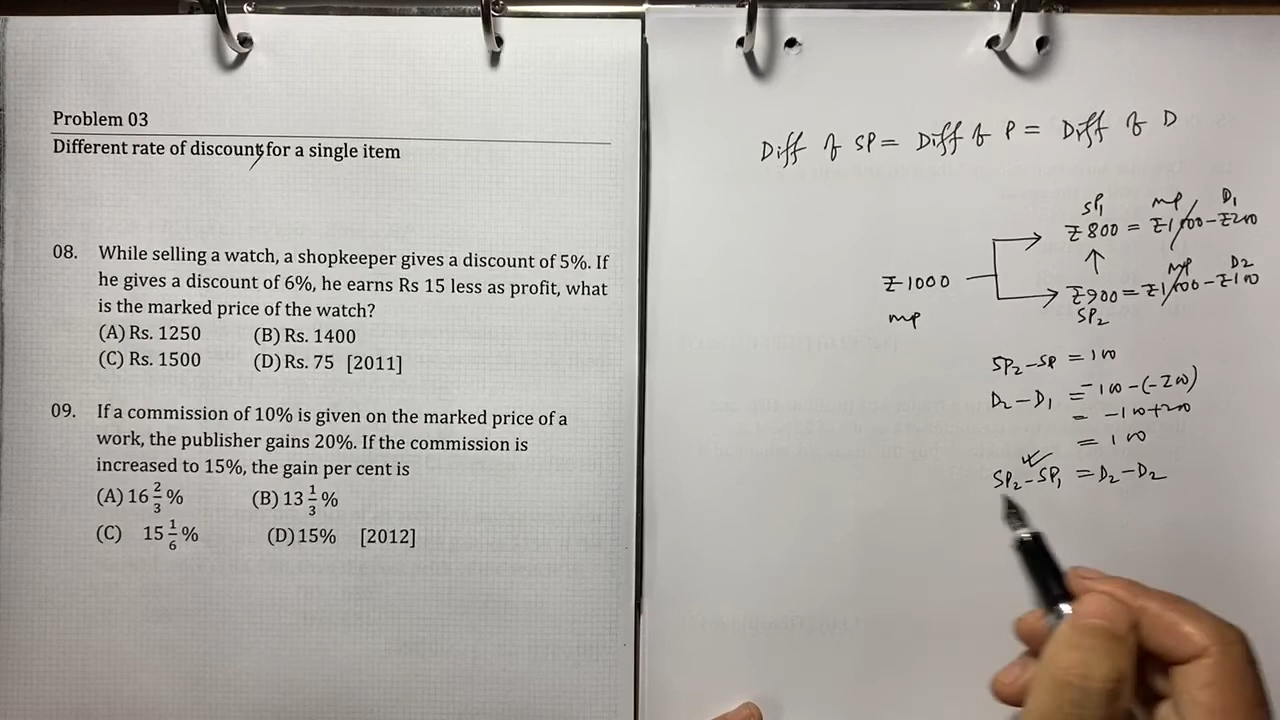 Problem 03
Different rate of discount for a single item
08. While selling a watch, a shopkeeper gives a discount of 5%. If
he gives a discount of 6%, he earns Rs 15 less as profit, what
is the marked price of the watch?
(A) Rs. 1250 (B) Rs. 1400
(C) Rs. 1500 (D) Rs. 75 [2011]
09. If a commission of 10% is given on the marked price of a
work, the publisher gains 20%. If the commission is
increased to 15%, the gain per cent is
(A) 16 2/3 % (B) 13 1/3 %
(C) 15 1/6 % (D) 15% [2012]
Diff of SP = Diff of P = Diff of D
SP₁ MP D₁
₹800 = ₹1000 - ₹200
₹1000
MP
MP D2
₹900 = ₹1000 - ₹100
SP₂
SP₂ - SP = 100
D₂ - D₁ = -100 - (-200)
= -100 + 200
= 100
SP₂ - SP₁ = D₂ - D₂